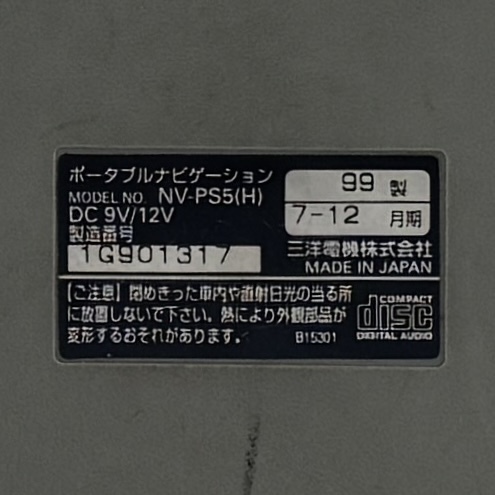 ポータブルナビゲーション
MODEL NO. NV-PS5(H)
DC 9V/12V
製造番号
1G901317
99 製
7-12 月期
三洋電機株式会社
MADE IN JAPAN
【ご注意】閉めきった車内や直射日光の当る所
に放置しないで下さい。熱により外観部品が
変形するおそれがあります。
B15301
COMPACT
disc
DIGITAL AUDIO